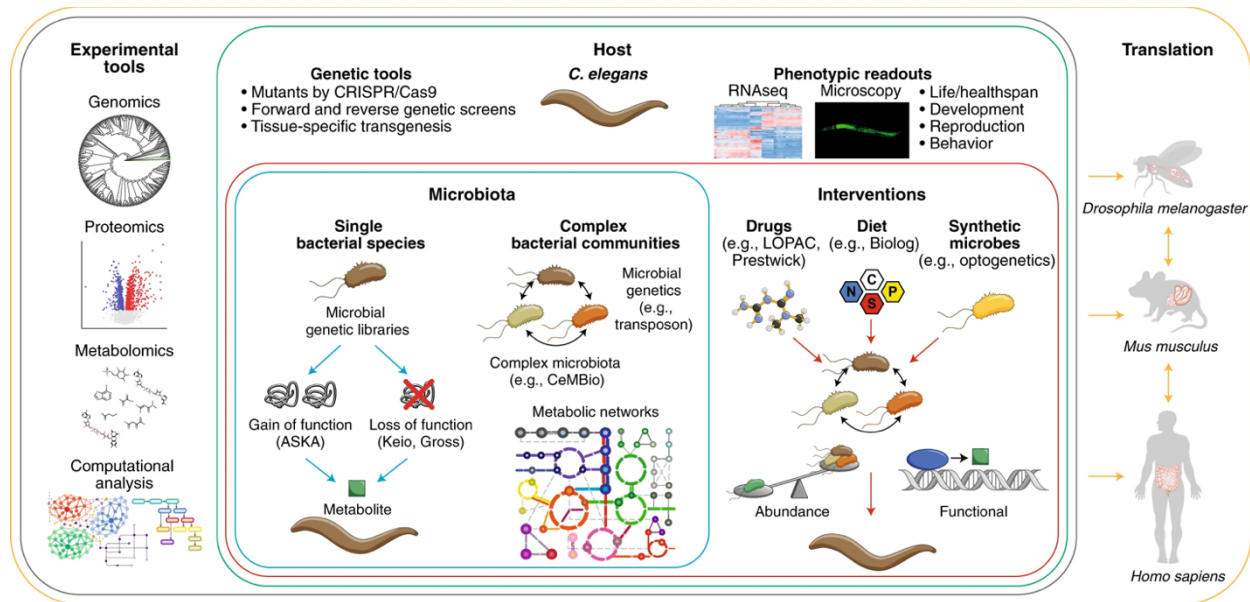 Experimental
tools
Genomics
Proteomics
Metabolomics
Computational
analysis
Host
C. elegans
Genetic tools
• Mutants by CRISPR/Cas9
• Forward and reverse genetic screens
• Tissue-specific transgenesis
Phenotypic readouts
RNAseq
Microscopy
• Life/healthspan
• Development
• Reproduction
• Behavior
Microbiota
Single
bacterial species
Microbial
genetic libraries
Gain of function
(ASKA)
Loss of function
(Keio, Gross)
Metabolite
Complex
bacterial communities
Microbial
genetics
(e.g.,
transposon)
Complex microbiota
(e.g., CeMBio)
Metabolic networks
Interventions
Drugs
(e.g., LOPAC,
Prestwick)
Diet
(e.g., Biolog)
Synthetic
microbes
(e.g., optogenetics)
N
C
S
P
Abundance
Functional
Translation
Drosophila melanogaster
Mus musculus
Homo sapiens